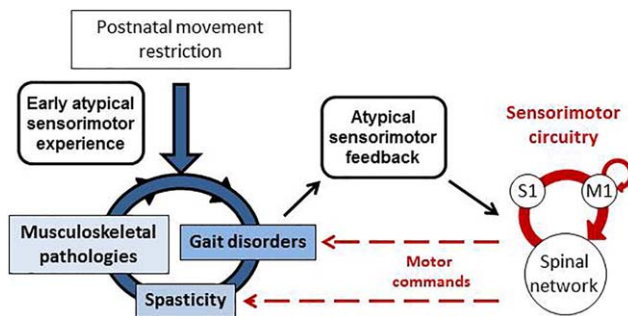 Postnatal movement
restriction
Early atypical
sensorimotor
experience
Atypical
sensorimotor
feedback
Sensorimotor
circuitry
S1
M1
Musculoskeletal
pathologies
Gait disorders
Motor
commands
Spinal
network
Spasticity